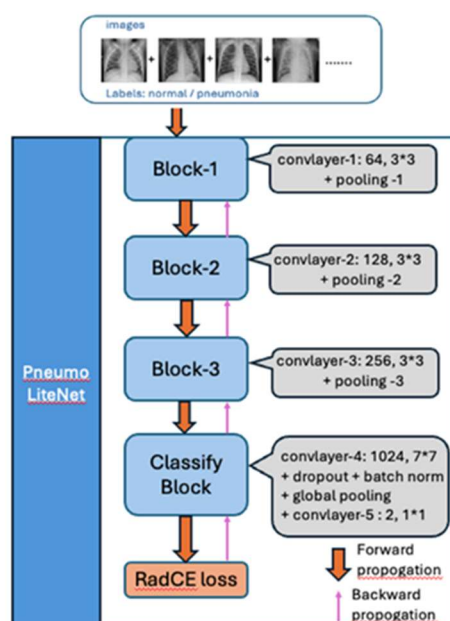 images
+ + + .......
Labels: normal / pneumonia
Block-1
convlayer-1: 64, 3*3
+ pooling -1
Block-2
convlayer-2: 128, 3*3
+ pooling -2
Pneumo
LiteNet
Block-3
convlayer-3: 256, 3*3
+ pooling -3
Classify
Block
convlayer-4: 1024, 7*7
+ dropout + batch norm
+ global pooling
+ convlayer-5 : 2, 1*1
RadCE loss
Forward
propogation
Backward
propogation